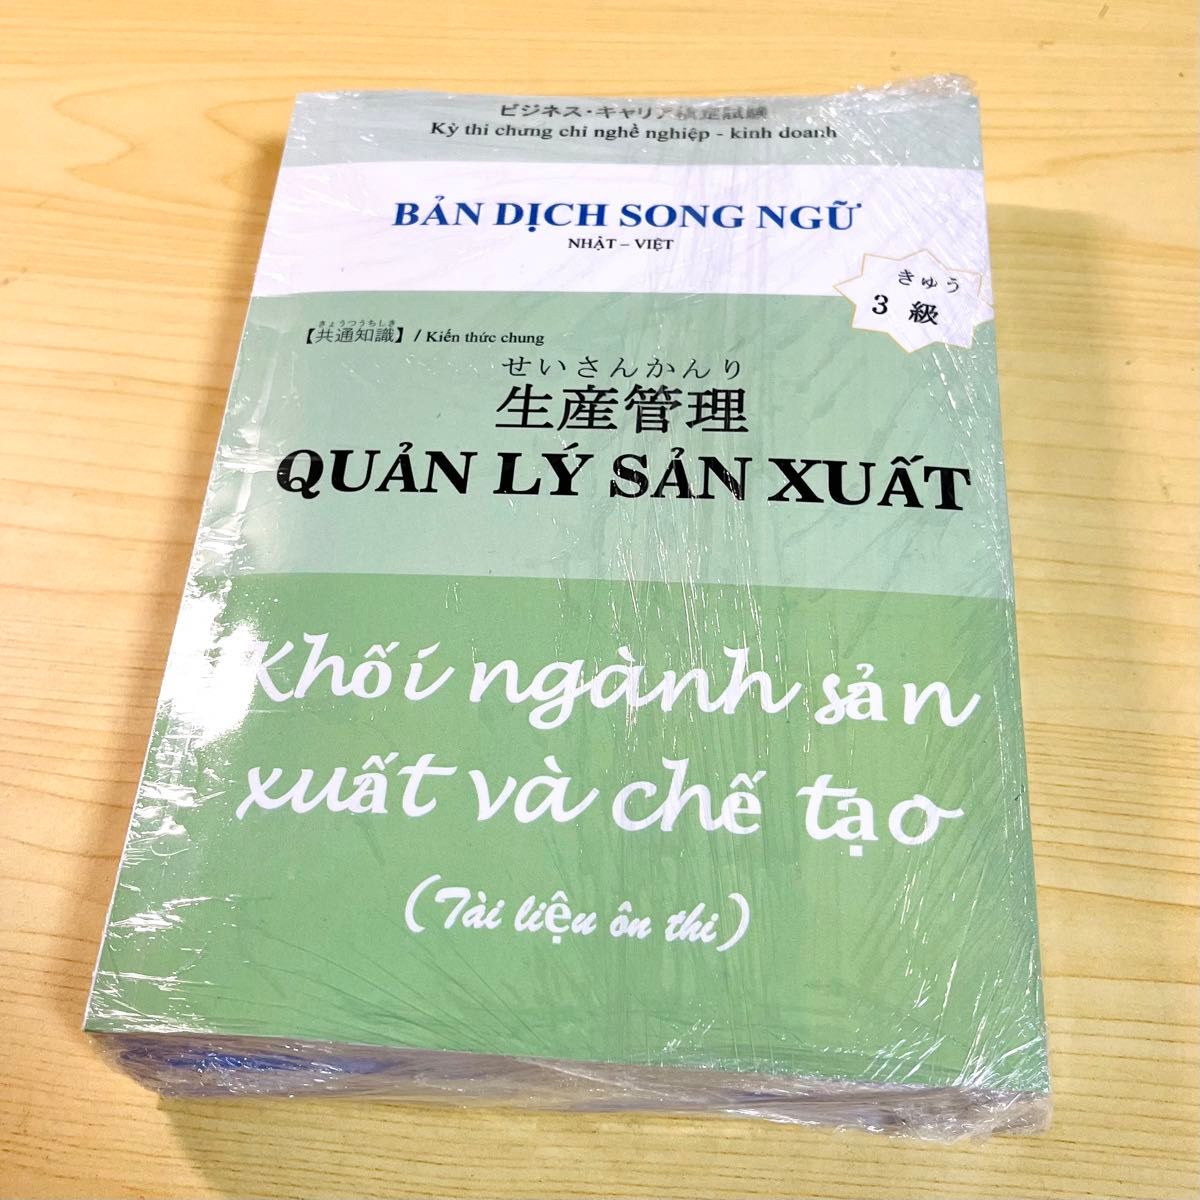 ビジネス・キャリア検定試験
Kỳ thi chưng chỉ nghề nghiệp - kinh doanh
BẢN DỊCH SONG NGỮ
NHẬT – VIỆT
きゅう
3 級
きょうつうちしき
【共通知識】 / Kiến thức chung
せいさんかんり
生産管理
QUẢN LÝ SẢN XUẤT
Khối ngành sản
xuất và chế tạo
(Tài liệu ôn thi)